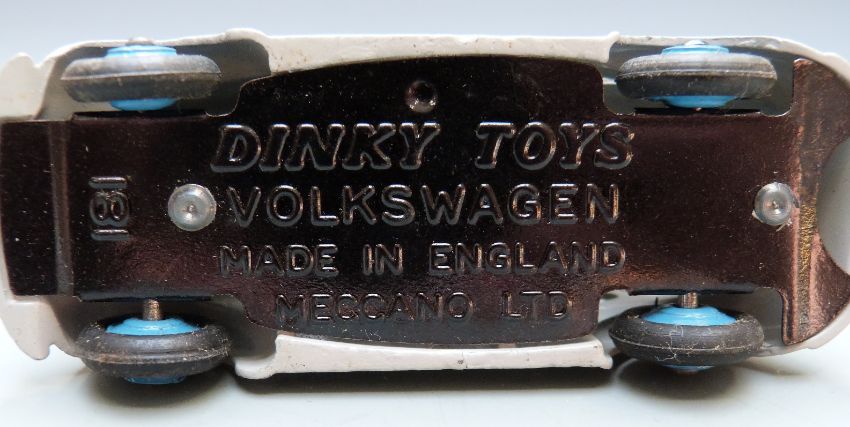 DINKY TOYS
VOLKSWAGEN
MADE IN ENGLAND
MECCANO LTD
181